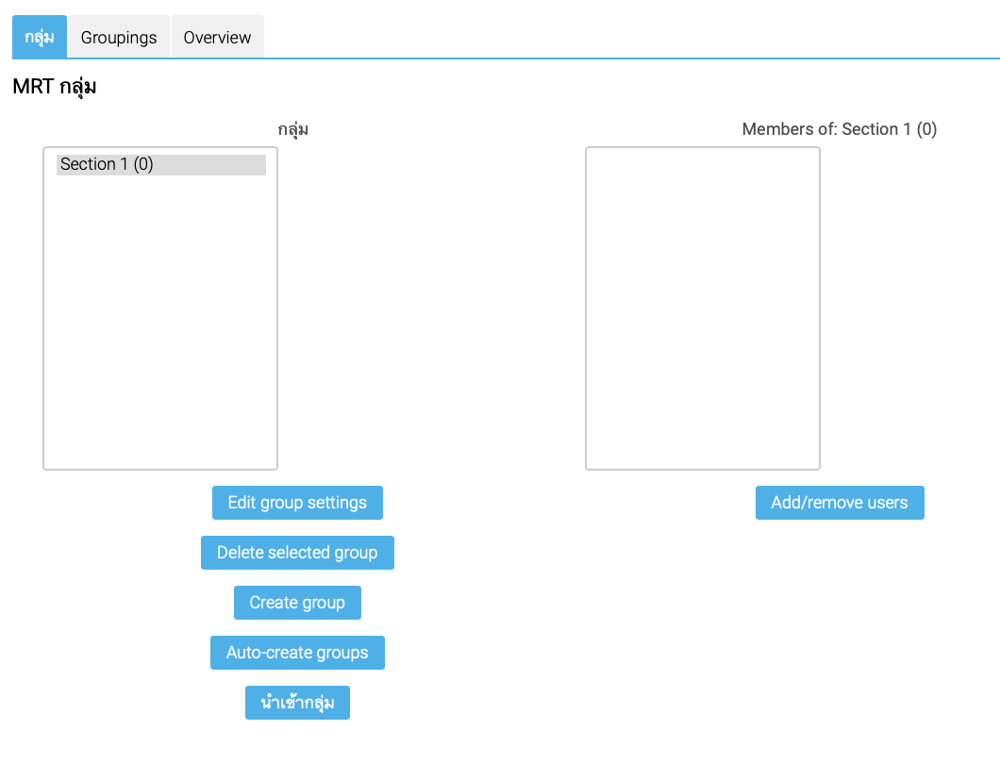 กลุ่ม Groupings Overview
MRT กลุ่ม
กลุ่ม
Section 1 (0)
Edit group settings
Delete selected group
Create group
Auto-create groups
นำเข้ากลุ่ม
Members of: Section 1 (0)
Add/remove users